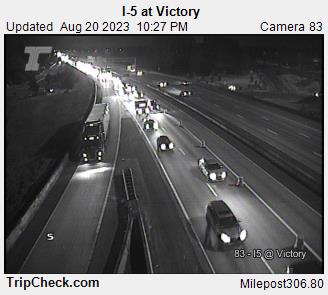 I-5 at Victory
Updated Aug 20 2023 10:27 PM Camera 83
S
83 - I5 @ Victory
TripCheck.com Milepost306.80